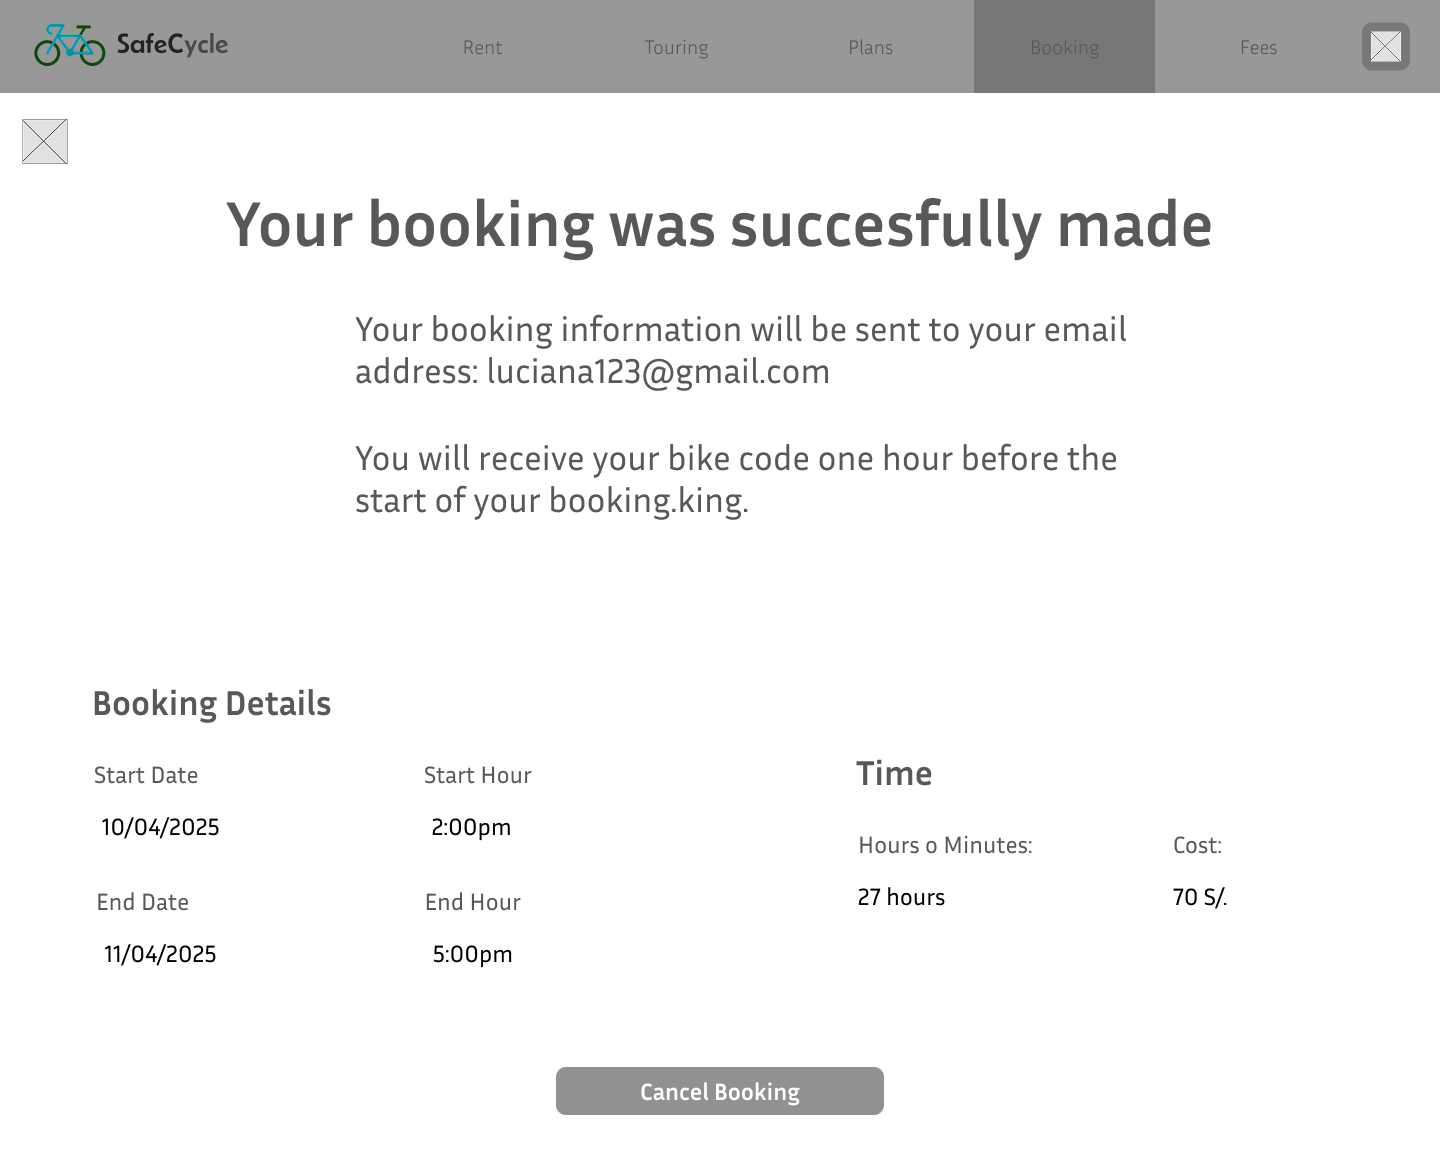 SafeCycle
Rent
Touring
Plans
Booking
Fees
Your booking was succesfully made
Your booking information will be sent to your email
address: luciana123@gmail.com
You will receive your bike code one hour before the
start of your booking.king.
Booking Details
Start Date
Start Hour
10/04/2025
2:00pm
End Date
End Hour
11/04/2025
5:00pm
Time
Hours o Minutes:
Cost:
27 hours
70 S/.
Cancel Booking